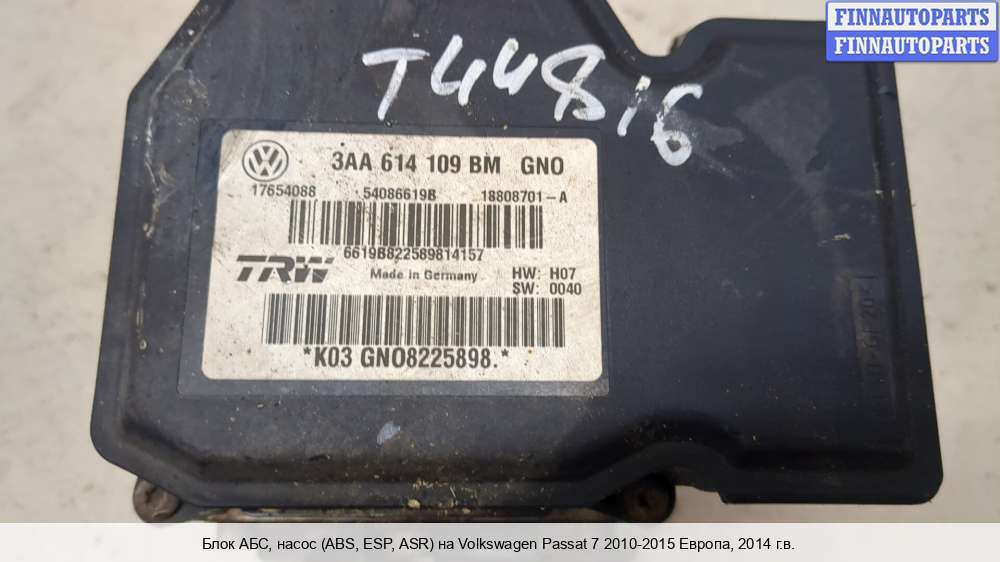 FINNAUTOPARTS
FINNAUTOPARTS
T44816
3AA 614 109 BM GNO
17654088 54086619B 18808701-A
6619B822589814157
TRW Made in Germany HW: H07
SW: 0040
*K03 GNO8225898.*
Блок АБС, насос (ABS, ESP, ASR) на Volkswagen Passat 7 2010-2015 Европа, 2014 г.в.